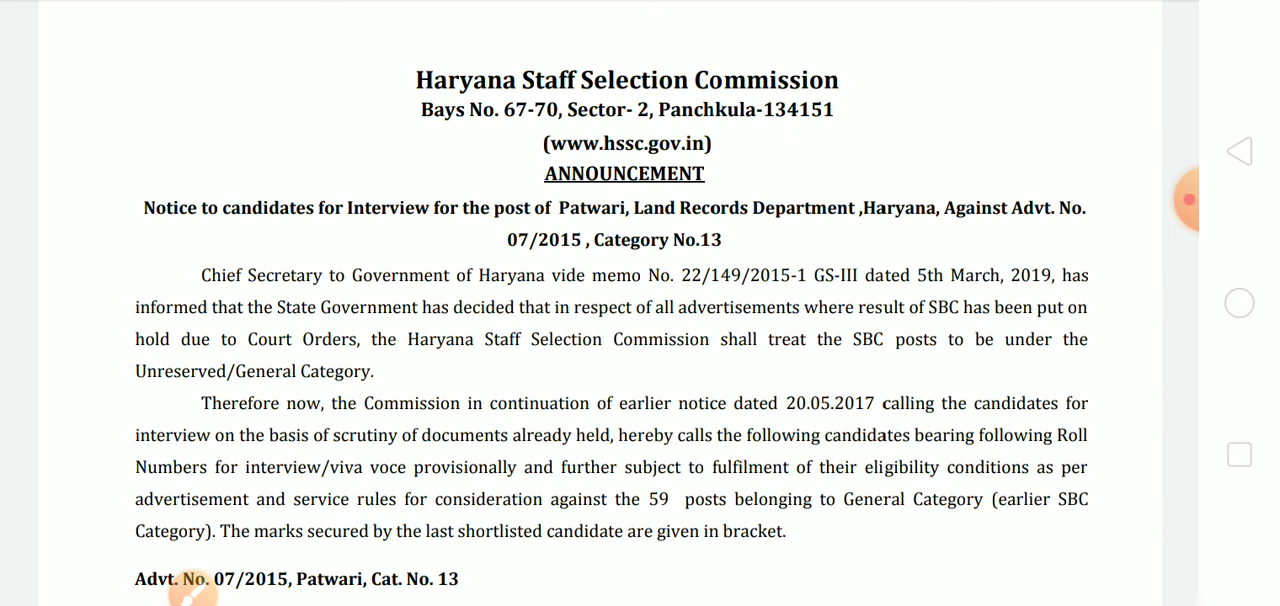 Haryana Staff Selection Commission
Bays No. 67-70, Sector- 2, Panchkula-134151
(www.hssc.gov.in)
ANNOUNCEMENT
Notice to candidates for Interview for the post of Patwari, Land Records Department ,Haryana, Against Advt. No.
07/2015 , Category No.13
Chief Secretary to Government of Haryana vide memo No. 22/149/2015-1 GS-III dated 5th March, 2019, has
informed that the State Government has decided that in respect of all advertisements where result of SBC has been put on
hold due to Court Orders, the Haryana Staff Selection Commission shall treat the SBC posts to be under the
Unreserved/General Category.
Therefore now, the Commission in continuation of earlier notice dated 20.05.2017 calling the candidates for
interview on the basis of scrutiny of documents already held, hereby calls the following candidates bearing following Roll
Numbers for interview/viva voce provisionally and further subject to fulfilment of their eligibility conditions as per
advertisement and service rules for consideration against the 59 posts belonging to General Category (earlier SBC
Category). The marks secured by the last shortlisted candidate are given in bracket.
Advt. No. 07/2015, Patwari, Cat. No. 13